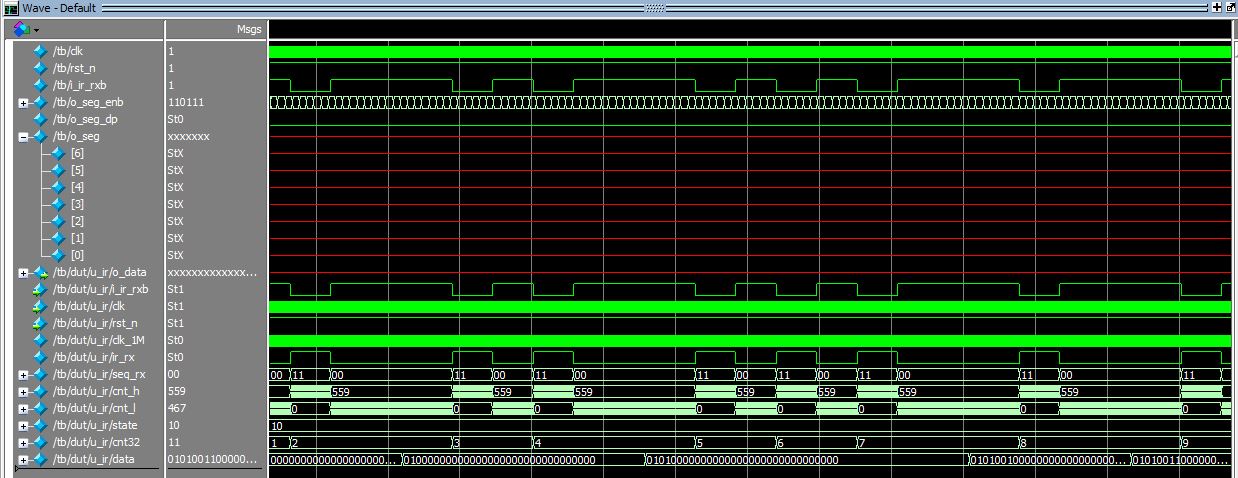 Wave - Default
Msgs
/tb/clk 1
/tb/rst_n 1
/tb/i_ir_rxb 1
/tb/o_seg_enb 110111
/tb/o_seg_dp St0
/tb/o_seg xxxxxxx
[6] StX
[5] StX
[4] StX
[3] StX
[2] StX
[1] StX
[0] StX
/tb/dut/u_ir/o_data xxxxxxxxxxxxx...
/tb/dut/u_ir/i_ir_rxb St1
/tb/dut/u_ir/clk St1
/tb/dut/u_ir/rst_n St1
/tb/dut/u_ir/clk_1M St0
/tb/dut/u_ir/ir_rx St0
/tb/dut/u_ir/seq_rx 00 00 11 00 11 00 11 00 11 00 11 00 11 00 11 00 11
/tb/dut/u_ir/cnt_h 559 559 559 559 559 559 559 559
/tb/dut/u_ir/cnt_l 467 0 0 0 0 0 0 0 0
/tb/dut/u_ir/state 10 10
/tb/dut/u_ir/cnt32 11 1 2 3 4 5 6 7 8 9
/tb/dut/u_ir/data 0101001100000... 0000000000000000000... 01000000000000000000000000000000 01010000000000000000000000000000 0101001000000000000000... 01010011000000...